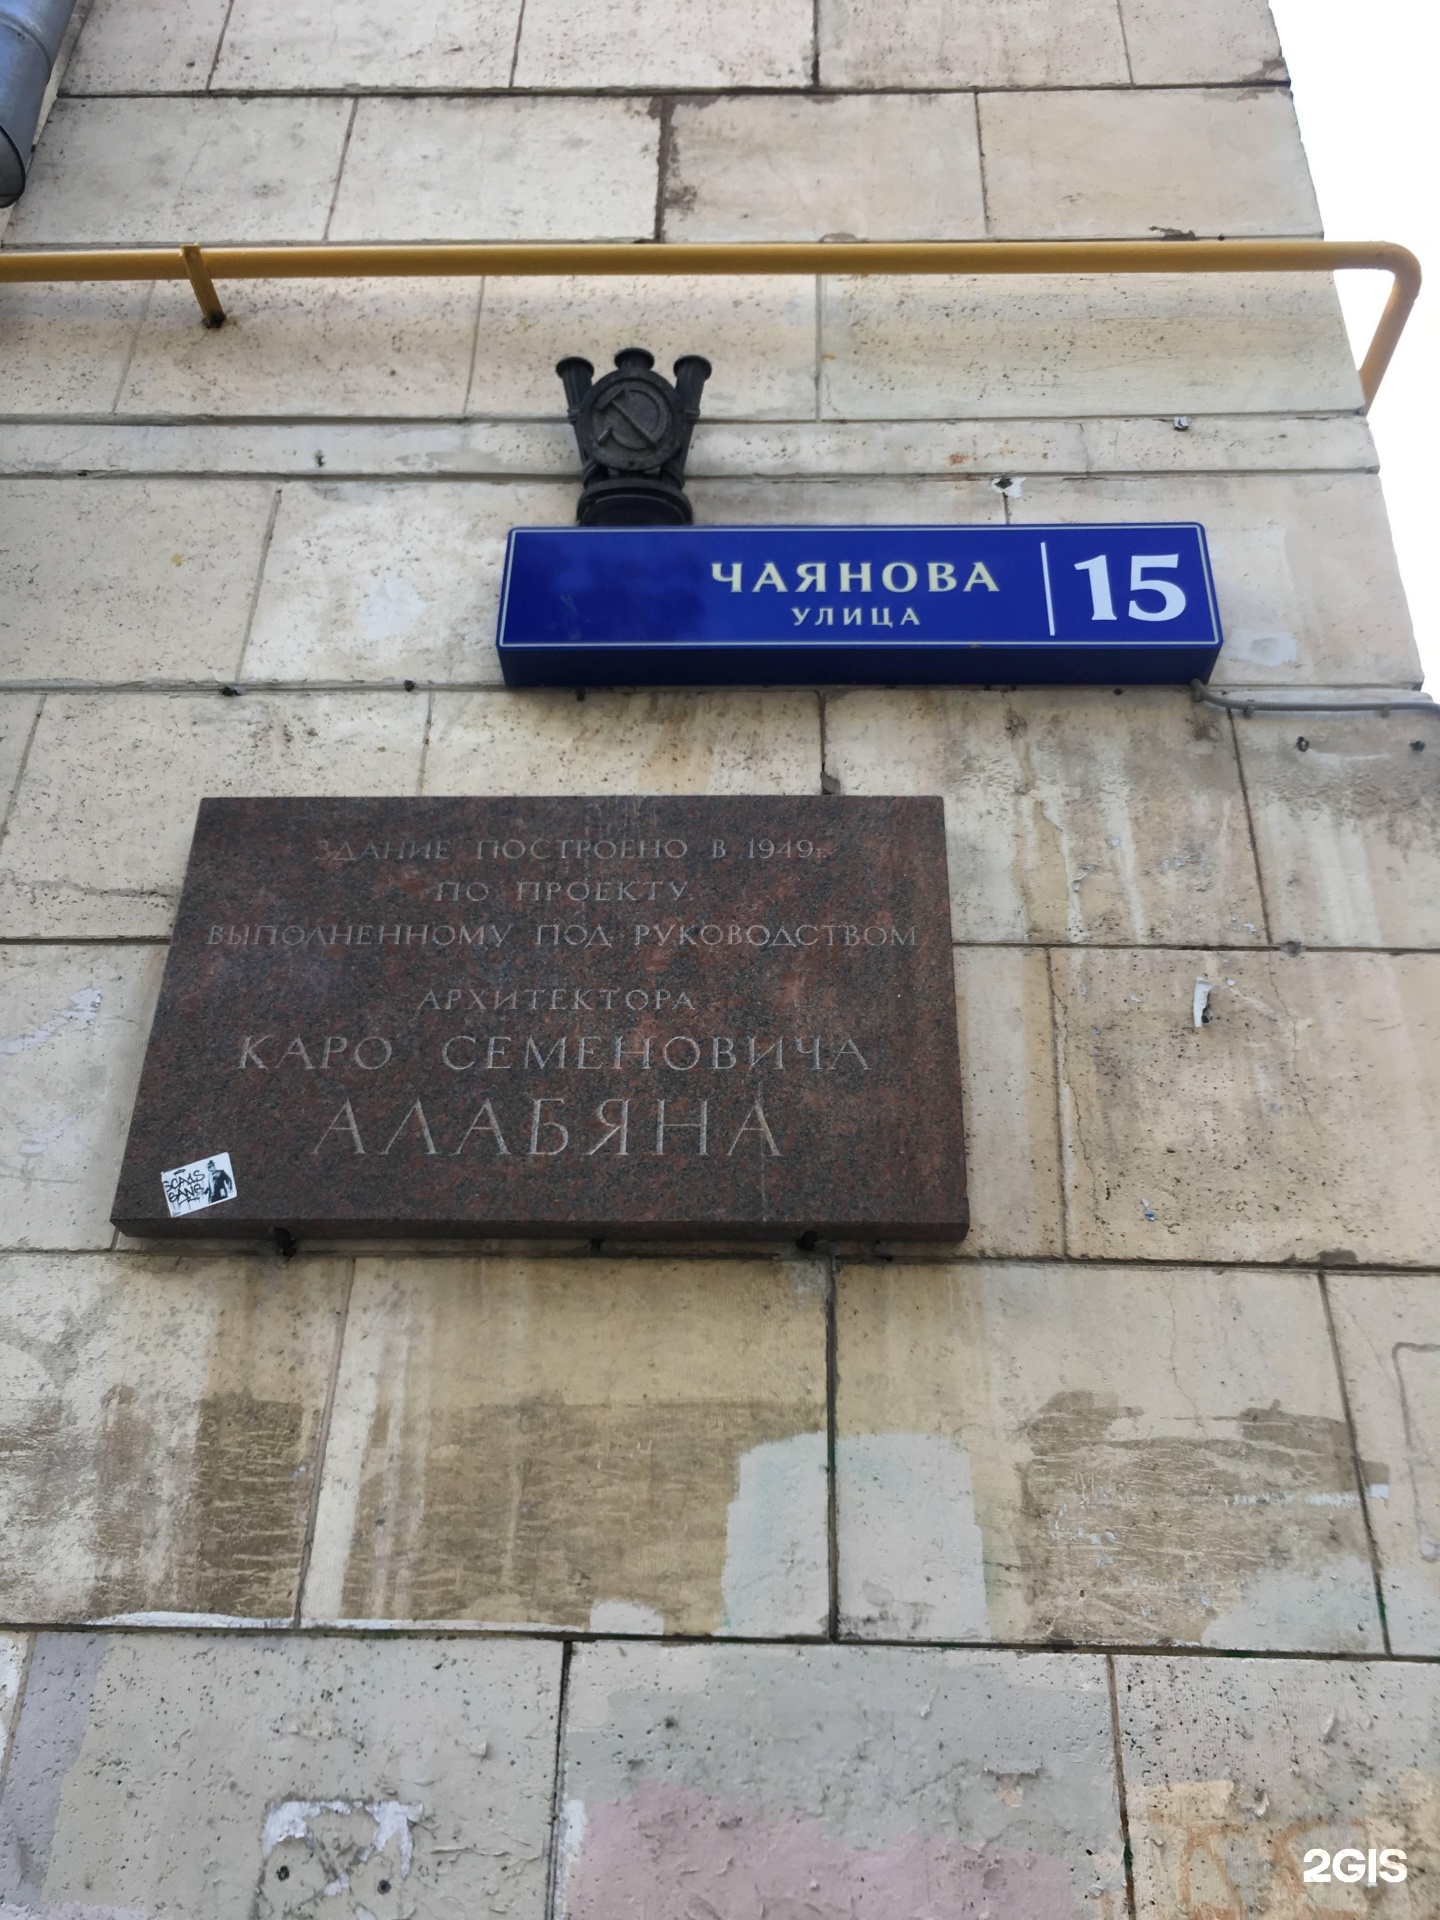 ЧАЯНОВА 15
УЛИЦА
ЗДАНИЕ ПОСТРОЕНО В 1949г.
ПО ПРОЕКТУ,
ВЫПОЛНЕННОМУ ПОД РУКОВОДСТВОМ
АРХИТЕКТОРА
КАРО СЕМЕНОВИЧА
АЛАБЯНА
2GIS